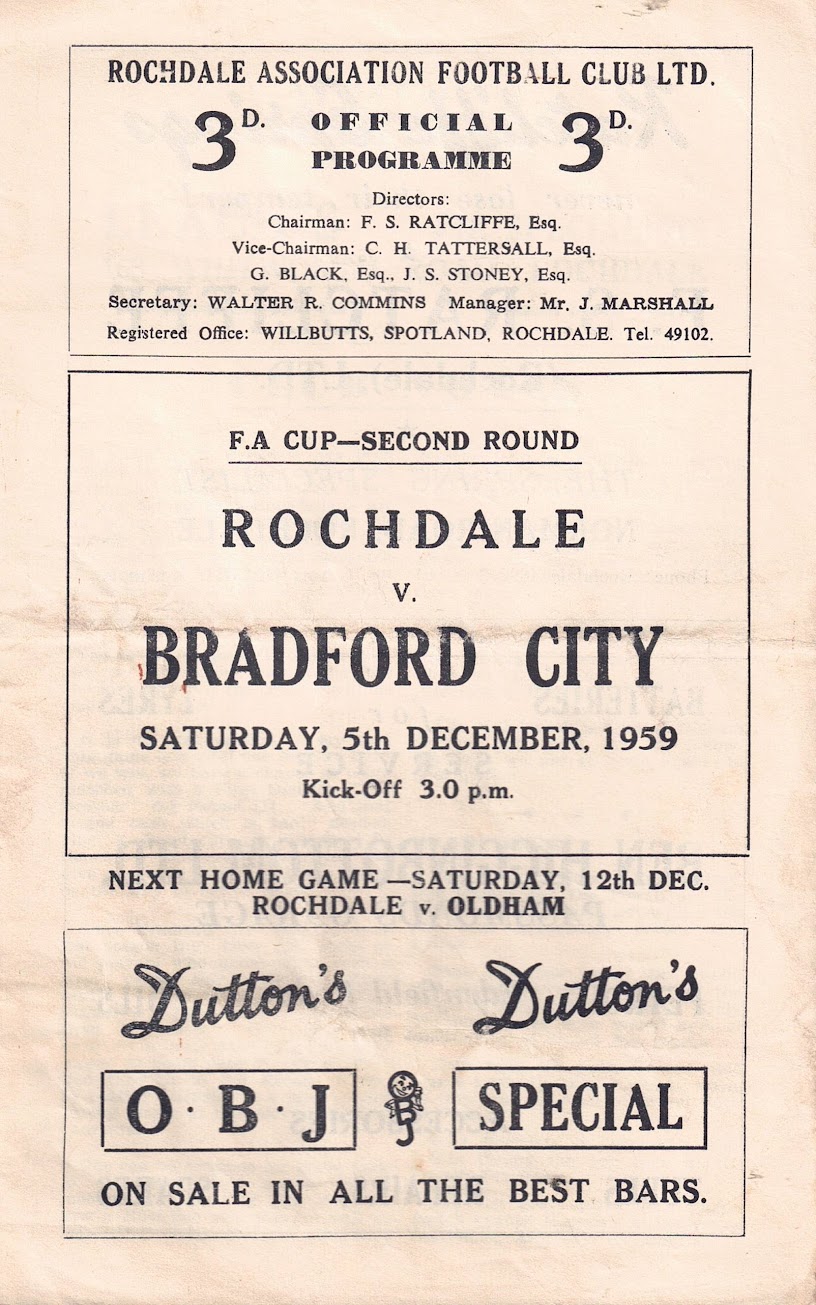 ROCHDALE ASSOCIATION FOOTBALL CLUB LTD.
3D. OFFICIAL PROGRAMME 3D.
Directors:
Chairman: F. S. RATCLIFFE, Esq.
Vice-Chairman: C. H. TATTERSALL, Esq.
G. BLACK, Esq., J. S. STONEY, Esq.
Secretary: WALTER R. COMMINS Manager: Mr. J. MARSHALL
Registered Office: WILLBUTTS, SPOTLAND, ROCHDALE. Tel. 49102.
F.A CUP—SECOND ROUND
ROCHDALE
V.
BRADFORD CITY
SATURDAY, 5th DECEMBER, 1959
Kick-Off 3.0 p.m.
NEXT HOME GAME—SATURDAY, 12th DEC.
ROCHDALE v. OLDHAM
Dutton's Dutton's
O·B·J OBJ SPECIAL
ON SALE IN ALL THE BEST BARS.